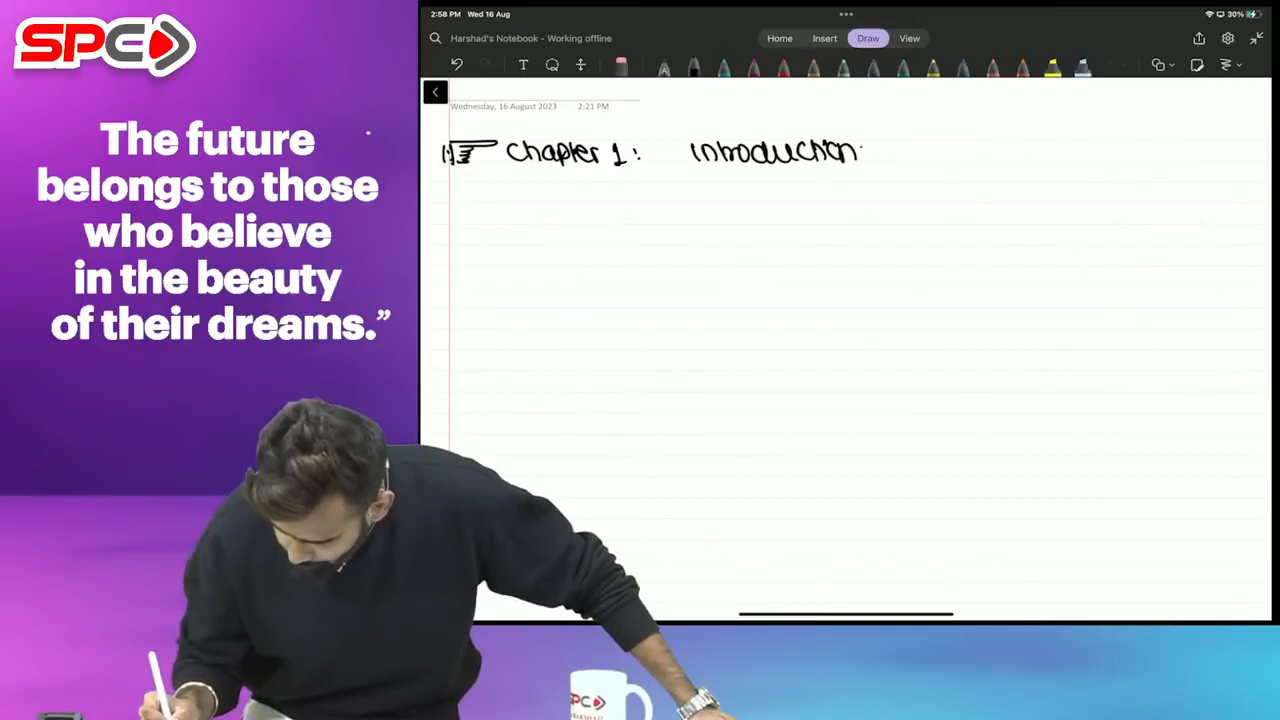 SPC
The future
belongs to those
who believe
in the beauty
of their dreams.”
2:58 PM Wed 16 Aug
30%
Harshad's Notebook - Working offline
Home Insert Draw View
T
Wednesday, 16 August 2023 2:21 PM
Chapter 1: Introduction
SPC